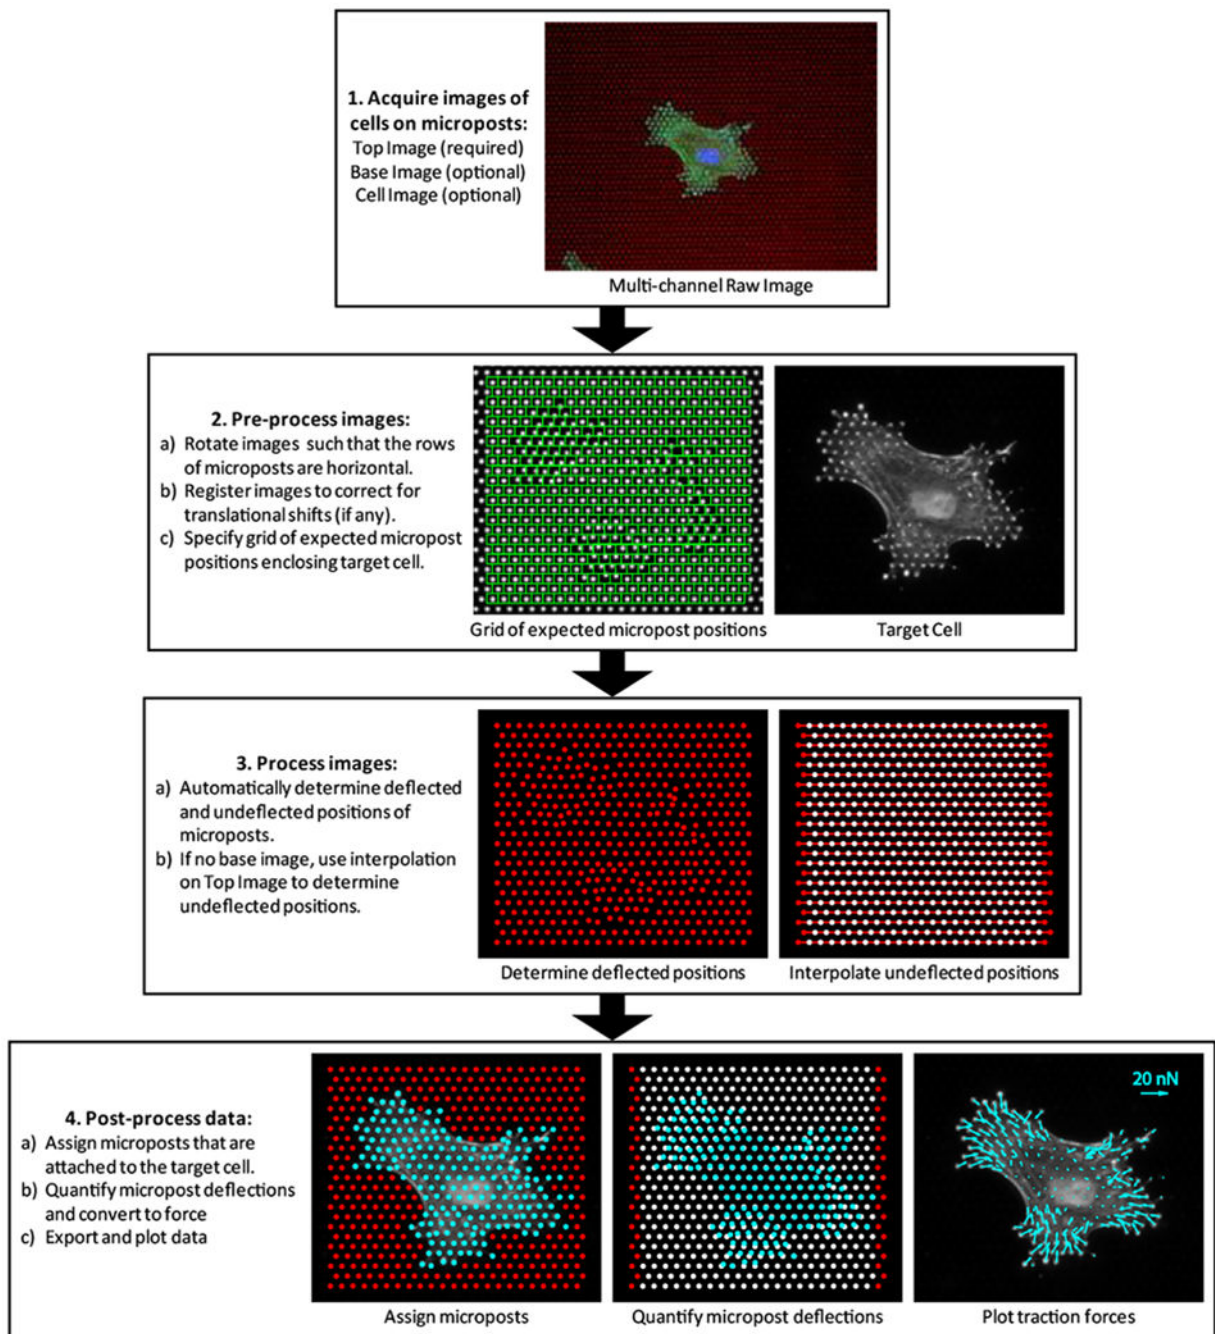 1. Acquire images of
cells on microposts:
Top Image (required)
Base Image (optional)
Cell Image (optional)
Multi-channel Raw Image
2. Pre-process images:
a) Rotate images such that the rows
of microposts are horizontal.
b) Register images to correct for
translational shifts (if any).
c) Specify grid of expected micropost
positions enclosing target cell.
Grid of expected micropost positions
Target Cell
3. Process images:
a) Automatically determine deflected
and undeflected positions of
microposts.
b) If no base image, use interpolation
on Top Image to determine
undeflected positions.
Determine deflected positions
Interpolate undeflected positions
4. Post-process data:
a) Assign microposts that are
attached to the target cell.
b) Quantify micropost deflections
and convert to force
c) Export and plot data
Assign microposts
Quantify micropost deflections
20 nN
Plot traction forces